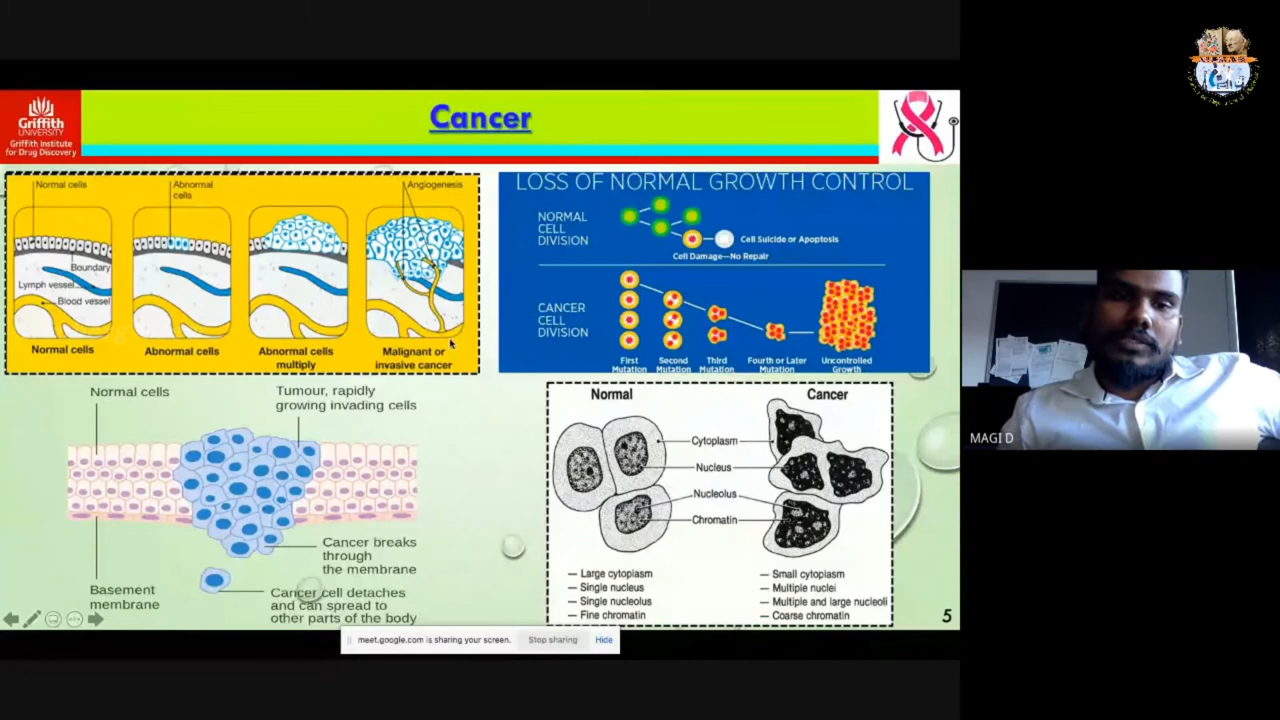 Griffith
UNIVERSITY
Griffith Institute
for Drug Discovery
Cancer
Normal cells
Abnormal
cells
Angiogenesis
Boundary
Lymph vessel
Blood vessel
Normal cells
Abnormal cells
Abnormal cells
multiply
Malignant or
invasive cancer
LOSS OF NORMAL GROWTH CONTROL
NORMAL
CELL
DIVISION
Cell Suicide or Apoptosis
Cell Damage—No Repair
CANCER
CELL
DIVISION
First
Mutation
Second
Mutation
Third
Mutation
Fourth or Later
Mutation
Uncontrolled
Growth
Normal cells
Tumour, rapidly
growing invading cells
Cancer breaks
through
the membrane
Basement
membrane
Cancer cell detaches
and can spread to
other parts of the body
Normal
Cancer
Cytoplasm
Nucleus
Nucleolus
Chromatin
— Large cytoplasm
— Single nucleus
— Single nucleolus
— Fine chromatin
— Small cytoplasm
— Multiple nuclei
— Multiple and large nucleoli
— Coarse chromatin
5
meet.google.com is sharing your screen.
Stop sharing
Hide
MAGI D